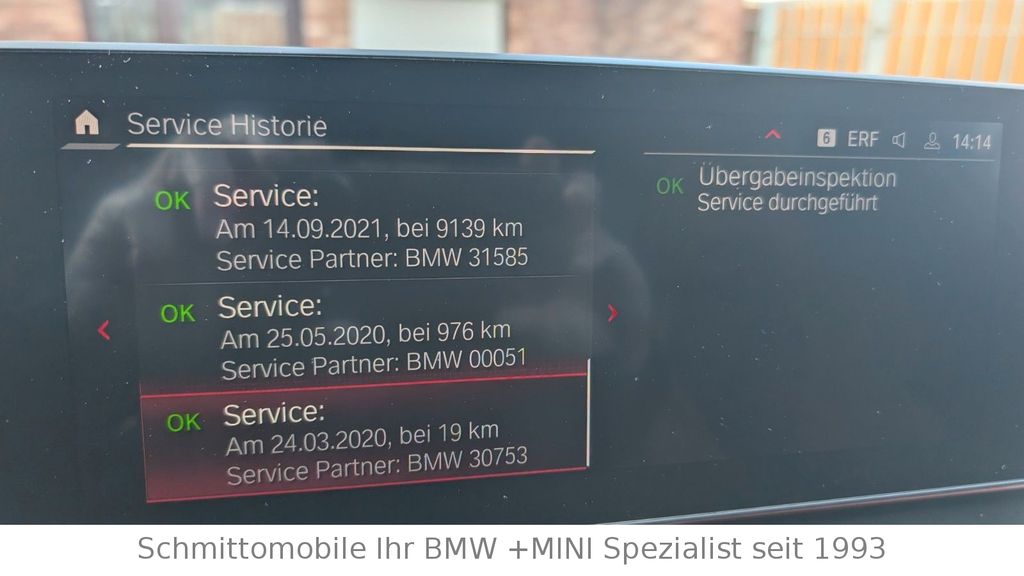 Service Historie
6 ERF 14:14
OK Service:
Am 14.09.2021, bei 9139 km
Service Partner: BMW 31585
OK Service:
Am 25.05.2020, bei 976 km
Service Partner: BMW 00051
OK Service:
Am 24.03.2020, bei 19 km
Service Partner: BMW 30753
OK Übergabeinspektion
Service durchgeführt
Schmittomobile Ihr BMW +MINI Spezialist seit 1993